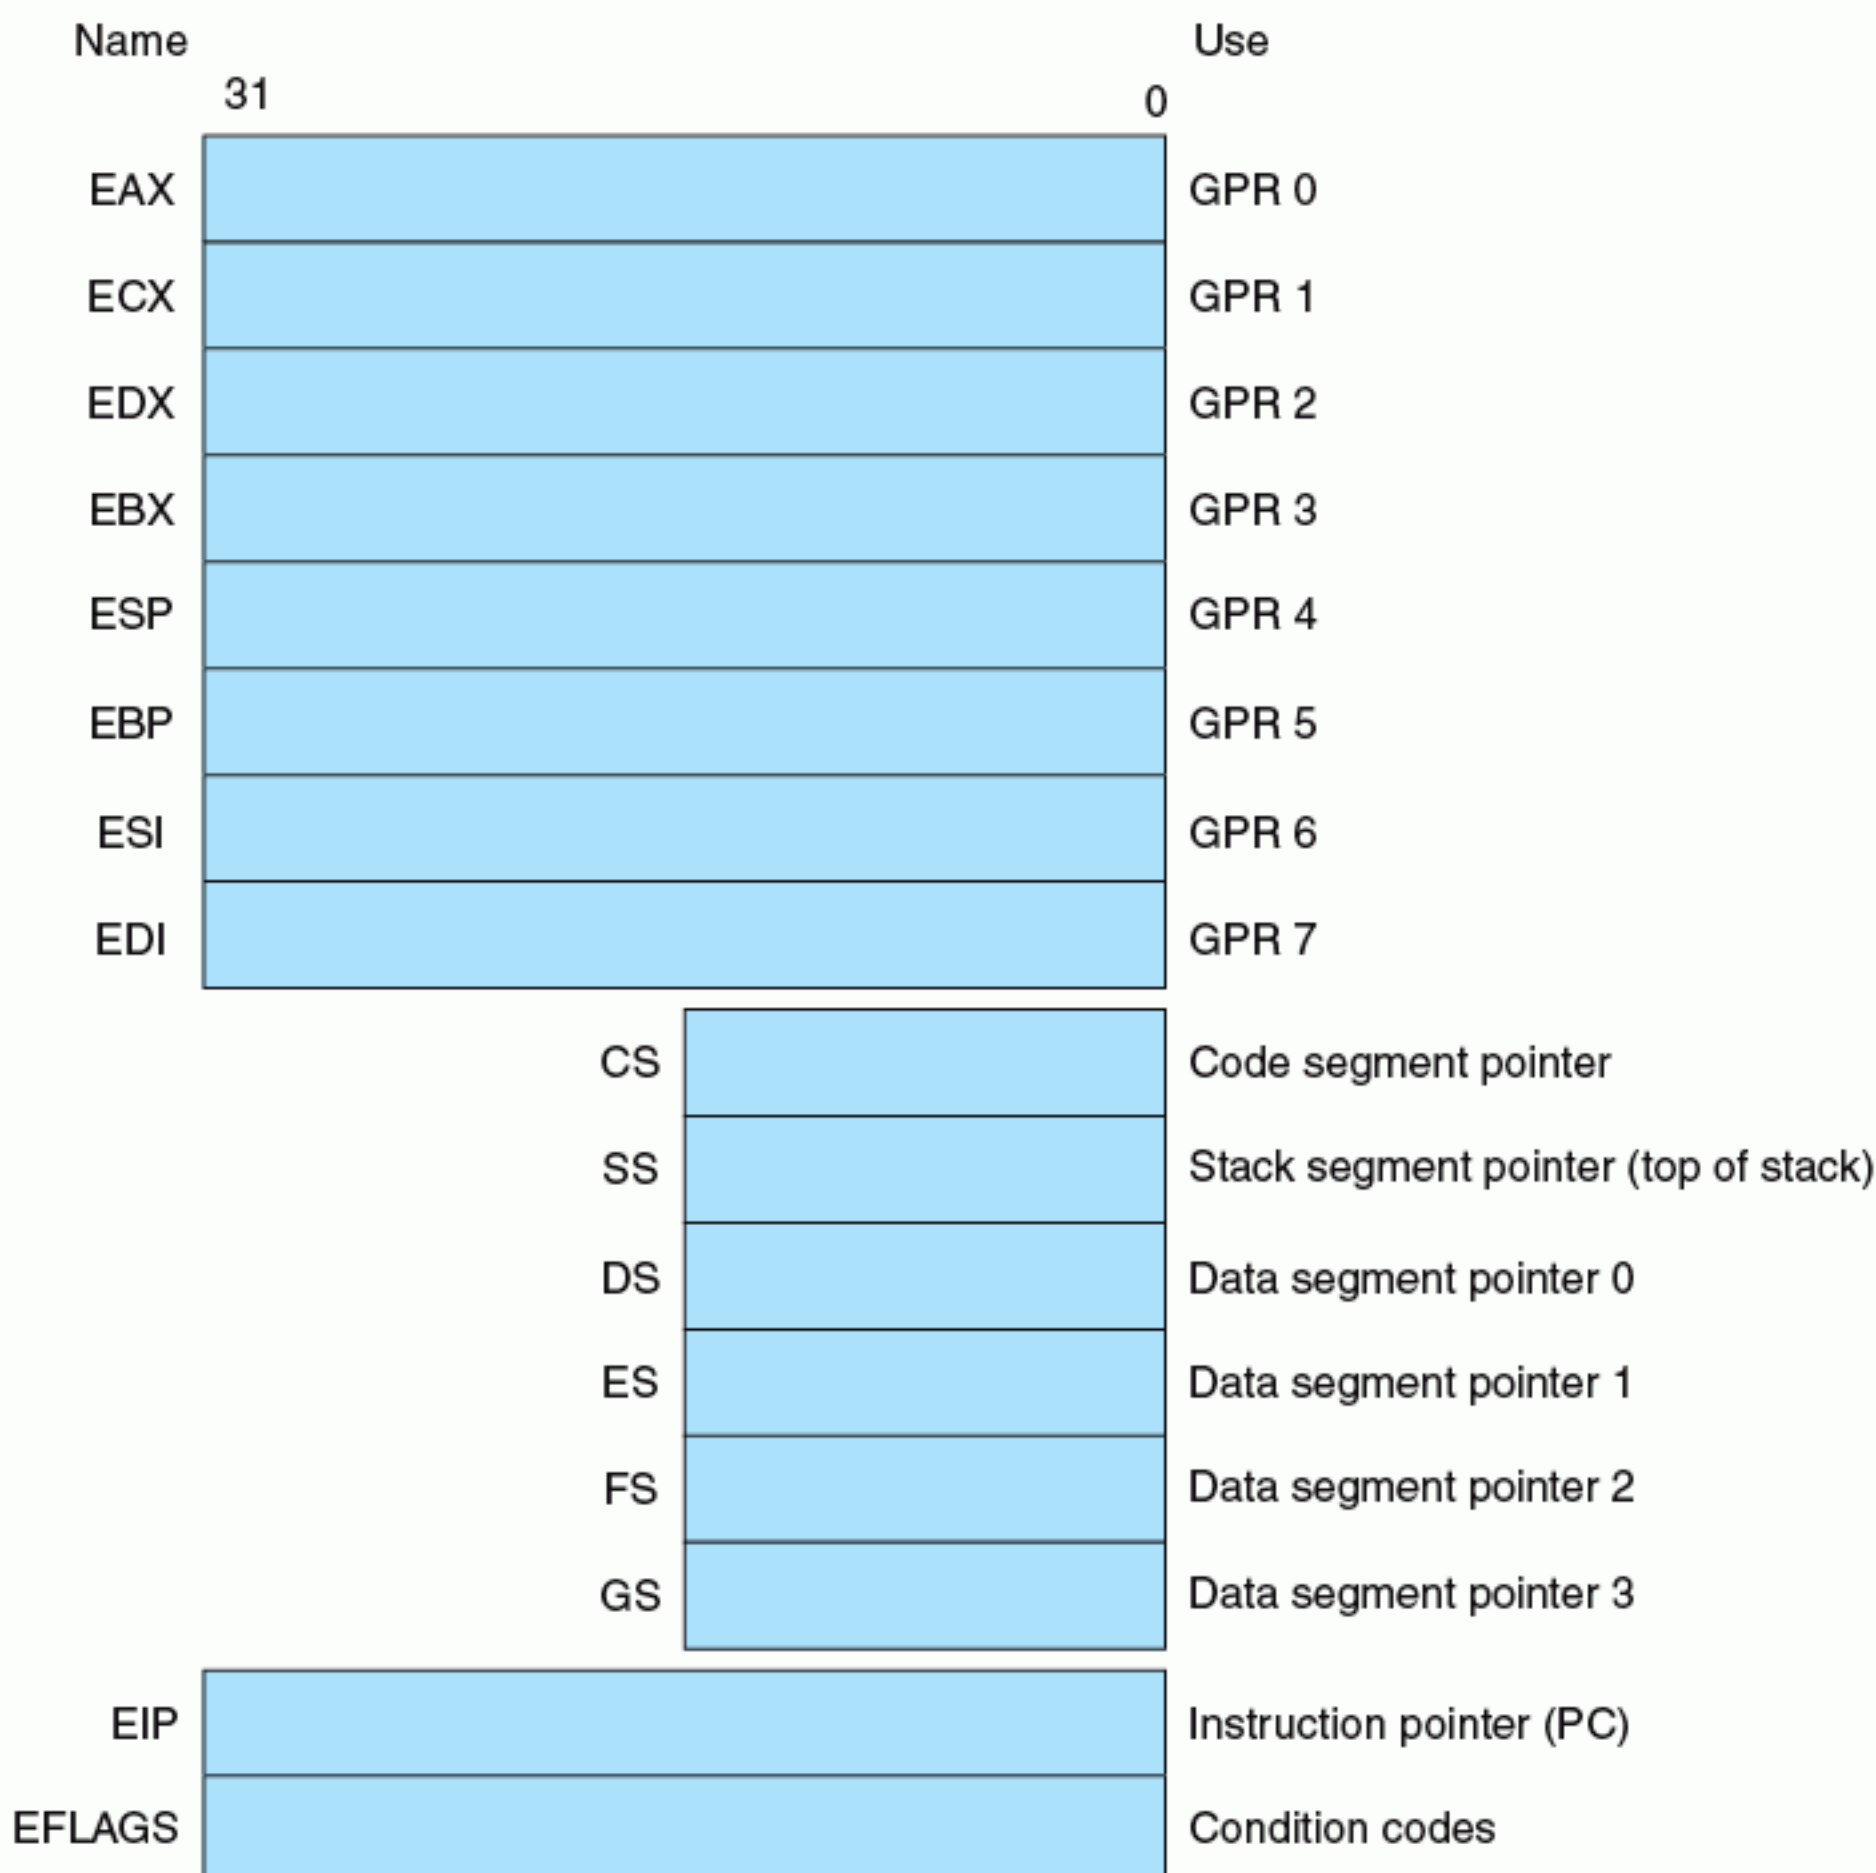 Name Use
31 0
EAX GPR 0
ECX GPR 1
EDX GPR 2
EBX GPR 3
ESP GPR 4
EBP GPR 5
ESI GPR 6
EDI GPR 7
CS Code segment pointer
SS Stack segment pointer (top of stack)
DS Data segment pointer 0
ES Data segment pointer 1
FS Data segment pointer 2
GS Data segment pointer 3
EIP Instruction pointer (PC)
EFLAGS Condition codes